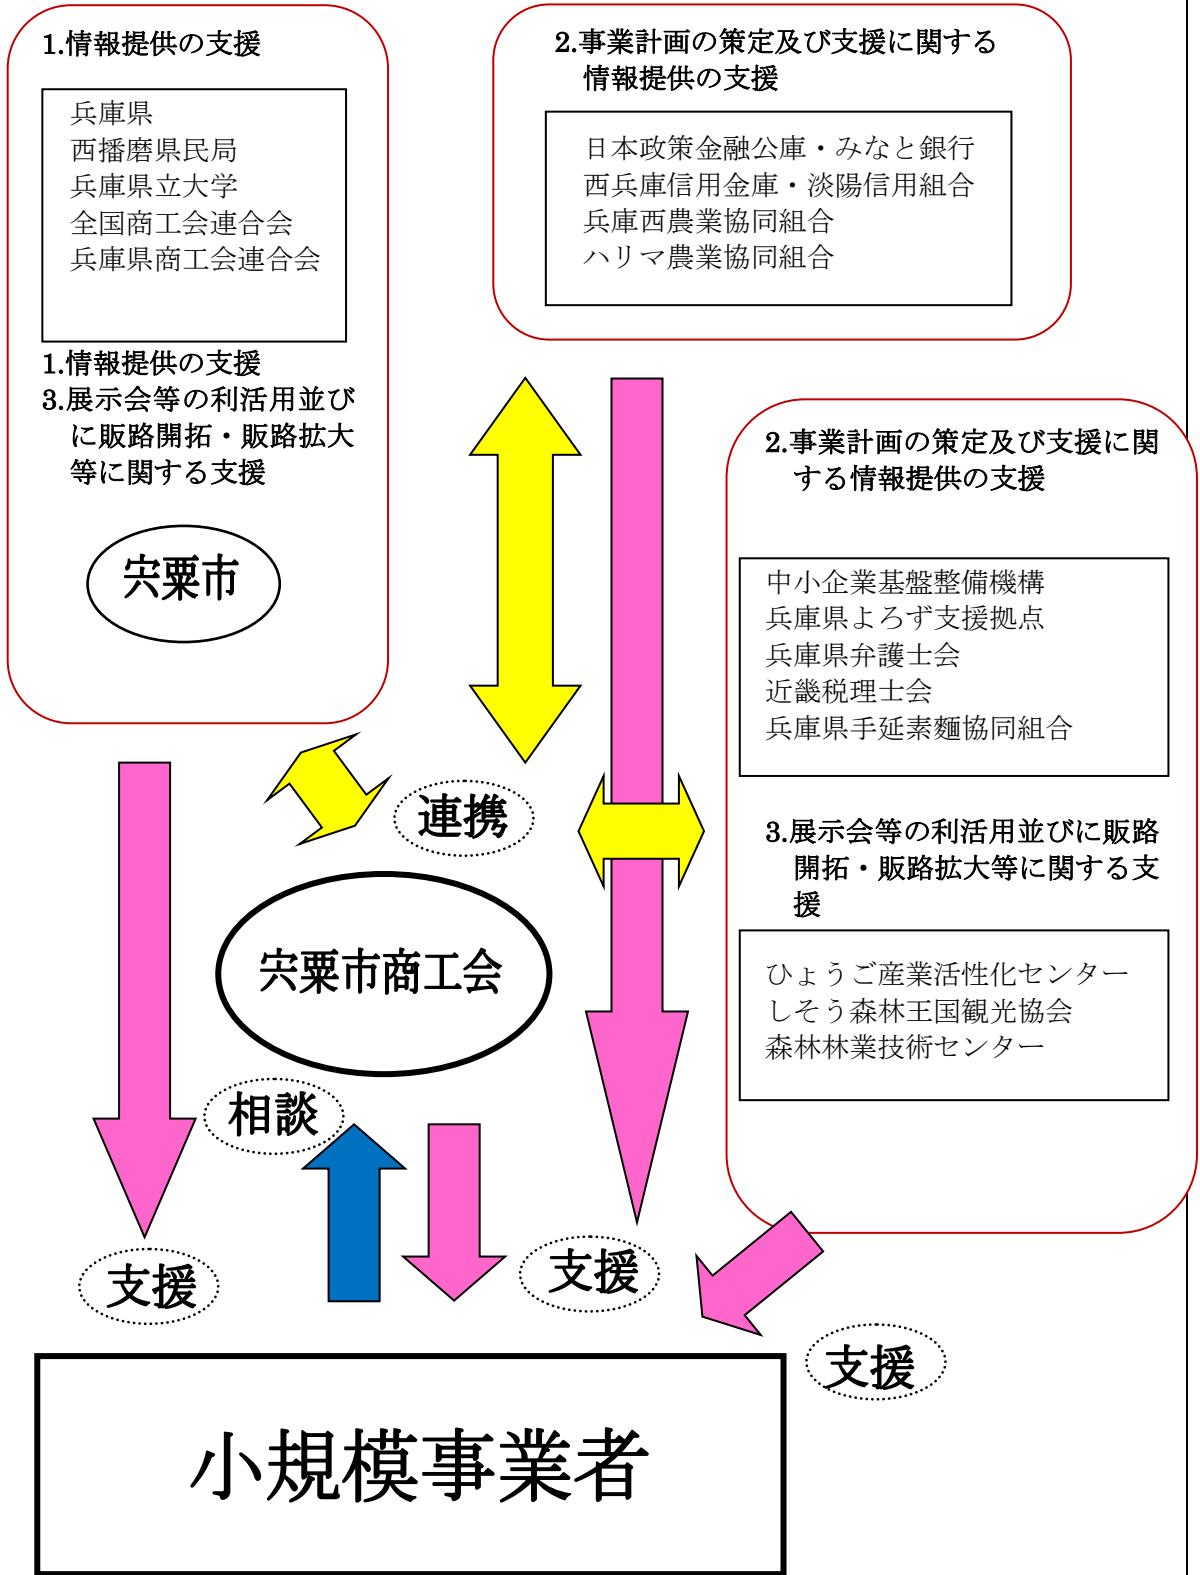 1.情報提供の支援
兵庫県
西播磨県民局
兵庫県立大学
全国商工会連合会
兵庫県商工会連合会
1.情報提供の支援
3.展示会等の利活用並び
に販路開拓・販路拡大
等に関する支援
宍粟市
2.事業計画の策定及び支援に関する
情報提供の支援
日本政策金融公庫・みなと銀行
西兵庫信用金庫・淡陽信用組合
兵庫西農業協同組合
ハリマ農業協同組合
2.事業計画の策定及び支援に関
する情報提供の支援
中小企業基盤整備機構
兵庫県よろず支援拠点
兵庫県弁護士会
近畿税理士会
兵庫県手延素麵協同組合
3.展示会等の利活用並びに販路
開拓・販路拡大等に関する支
援
ひょうご産業活性化センター
しそう森林王国観光協会
森林林業技術センター
連携
宍粟市商工会
相談
支援
支援
支援
小規模事業者